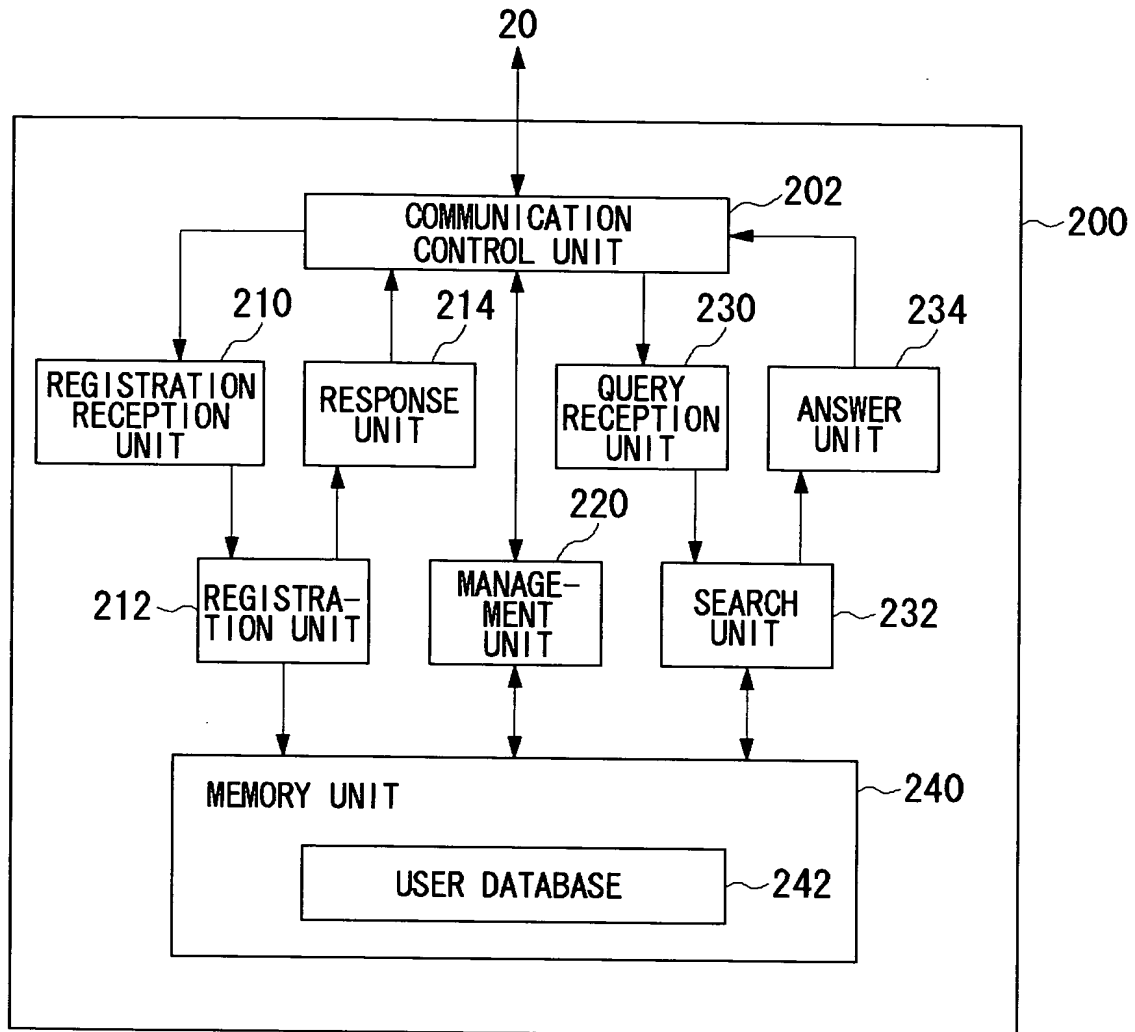 20
COMMUNICATION
CONTROL UNIT
202
200
210
214
230
234
REGISTRATION
RECEPTION
UNIT
RESPONSE
UNIT
QUERY
RECEPTION
UNIT
ANSWER
UNIT
220
212
REGISTRA-
TION UNIT
MANAGE-
MENT
UNIT
SEARCH
UNIT
232
MEMORY UNIT
240
USER DATABASE
242